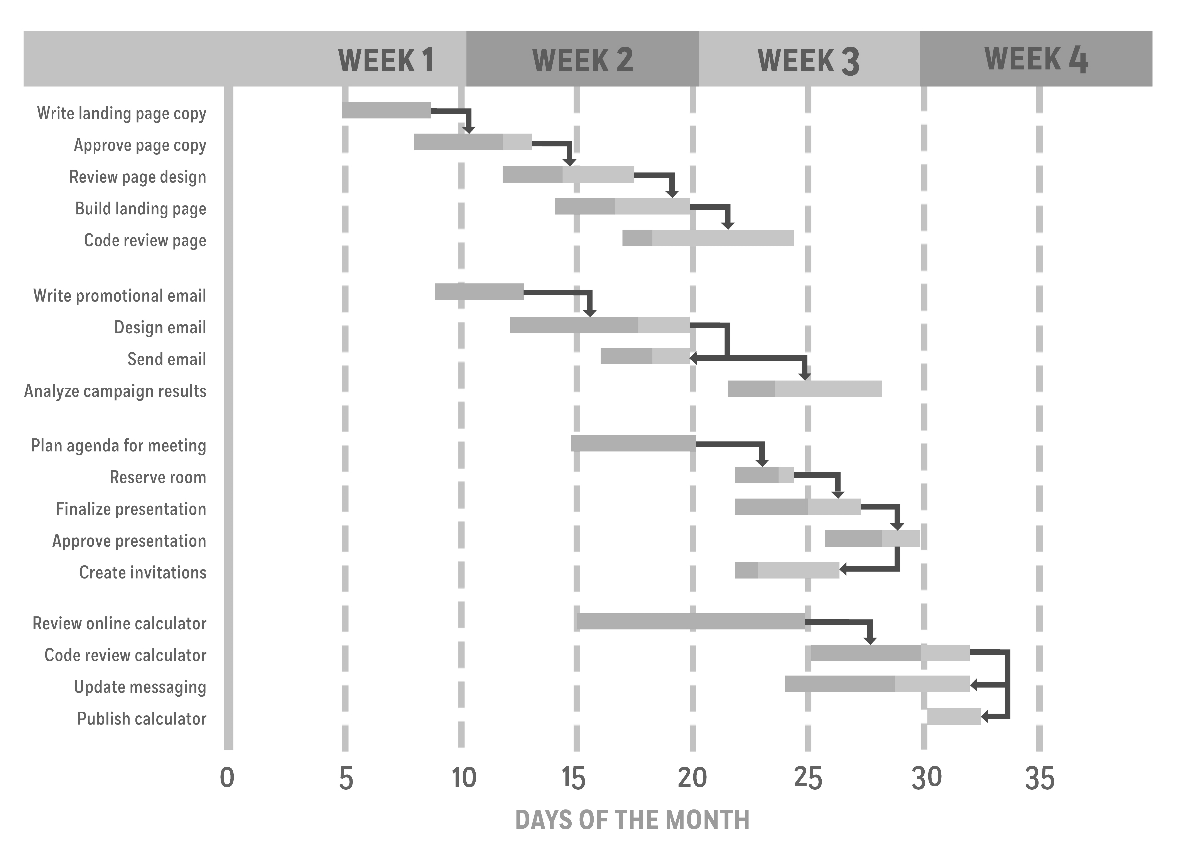 WEEK 1 WEEK 2 WEEK 3 WEEK 4
Write landing page copy
Approve page copy
Review page design
Build landing page
Code review page
Write promotional email
Design email
Send email
Analyze campaign results
Plan agenda for meeting
Reserve room
Finalize presentation
Approve presentation
Create invitations
Review online calculator
Code review calculator
Update messaging
Publish calculator
0 5 10 15 20 25 30 35
DAYS OF THE MONTH